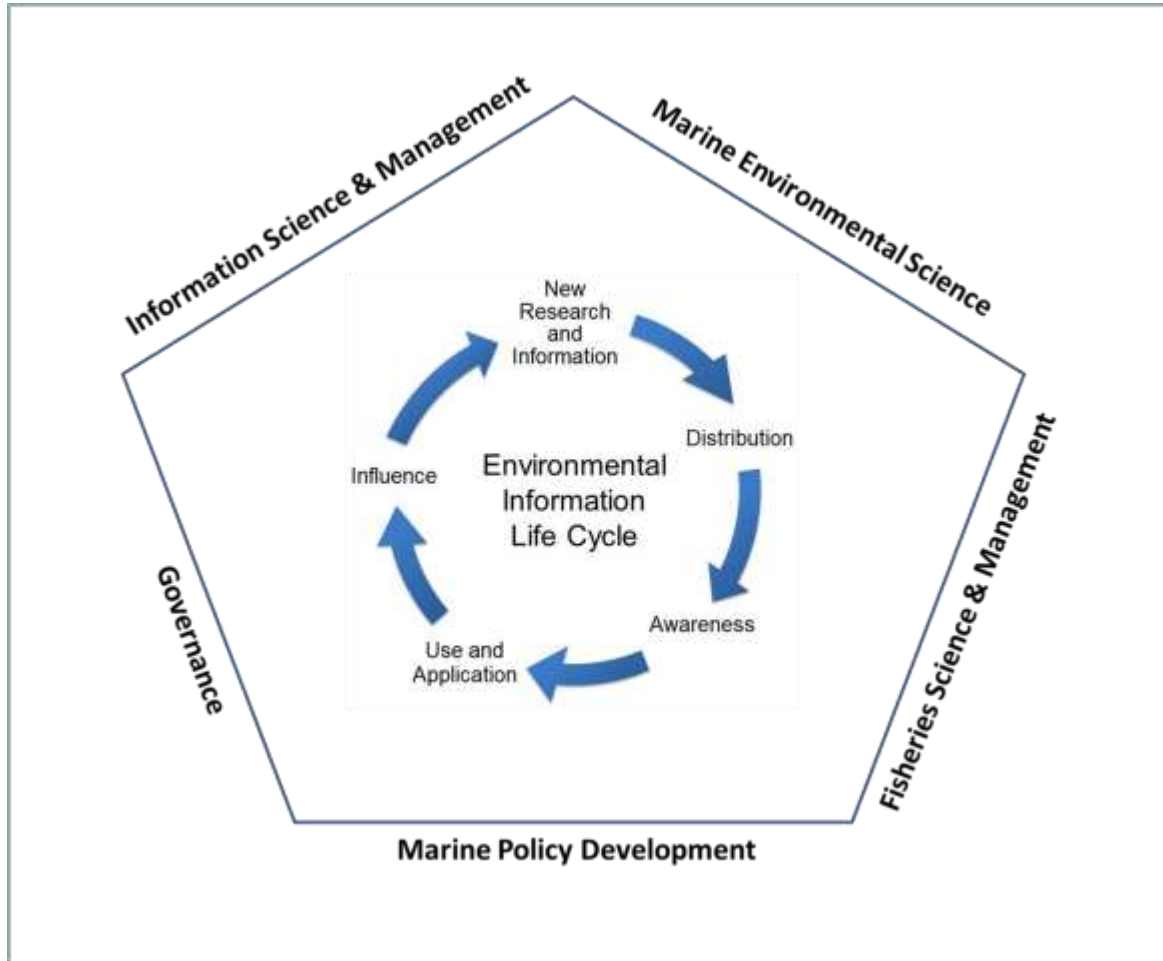 Information Science & Management
Marine Environmental Science
New
Research
and
Information
Distribution
Environmental
Information
Life Cycle
Influence
Awareness
Use and
Application
Governance
Fisheries Science & Management
Marine Policy Development